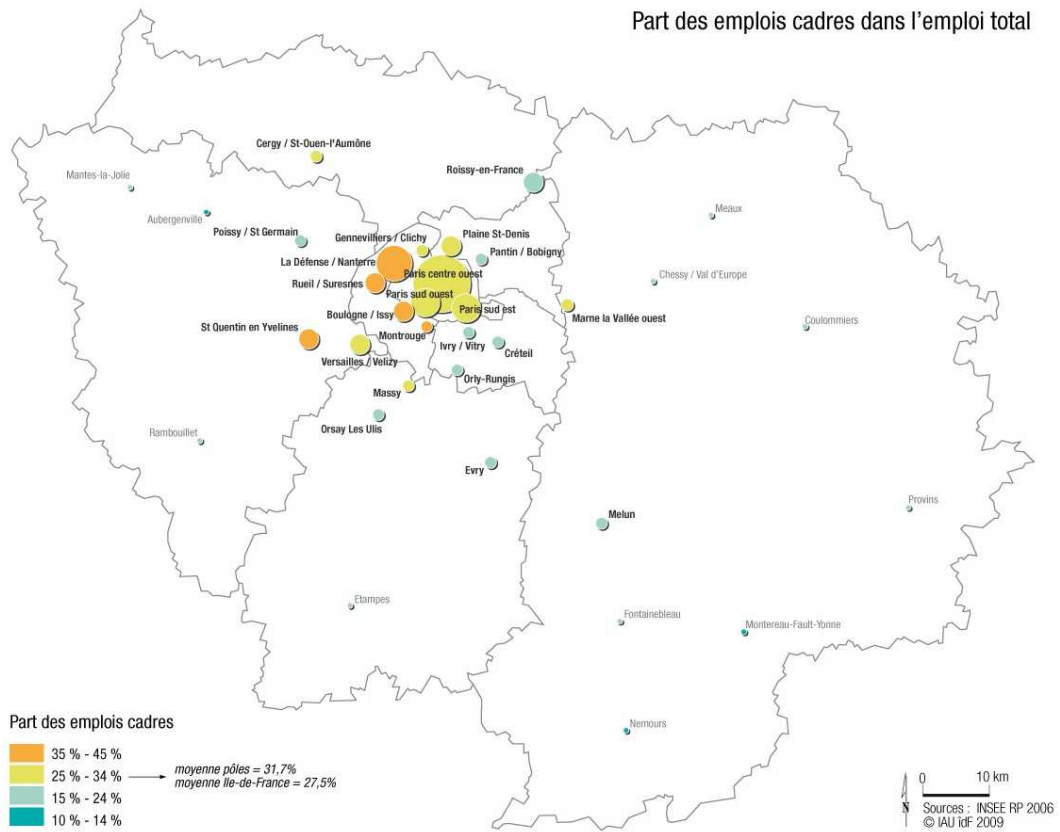 Part des emplois cadres dans l'emploi total
Cergy / St-Ouen-l'Aumône
Roissy-en-France
Mantes-la-Jolie
Meaux
Aubergenville
Poissy / St Germain
Gennevilliers / Clichy
Plaine St-Denis
Pantin / Bobigny
La Défense / Nanterre
Paris centre ouest
Chessy / Val d'Europe
Rueil / Suresnes
Paris sud ouest
Boulogne / Issy
Paris sud est
Marne la Vallée ouest
Coulommiers
St Quentin en Yvelines
Montrouge
Ivry / Vitry
Créteil
Versailles / Velizy
Orly-Rungis
Massy
Orsay Les Ulis
Rambouillet
Evry
Provins
Melun
Etampes
Fontainebleau
Montereau-Fault-Yonne
Nemours
Part des emplois cadres
35 % - 45 %
25 % - 34 %
moyenne pôles = 31,7%
moyenne Ile-de-France = 27,5%
15 % - 24 %
10 % - 14 %
0 10 km
N
Sources : INSEE RP 2006
© IAU îdF 2009